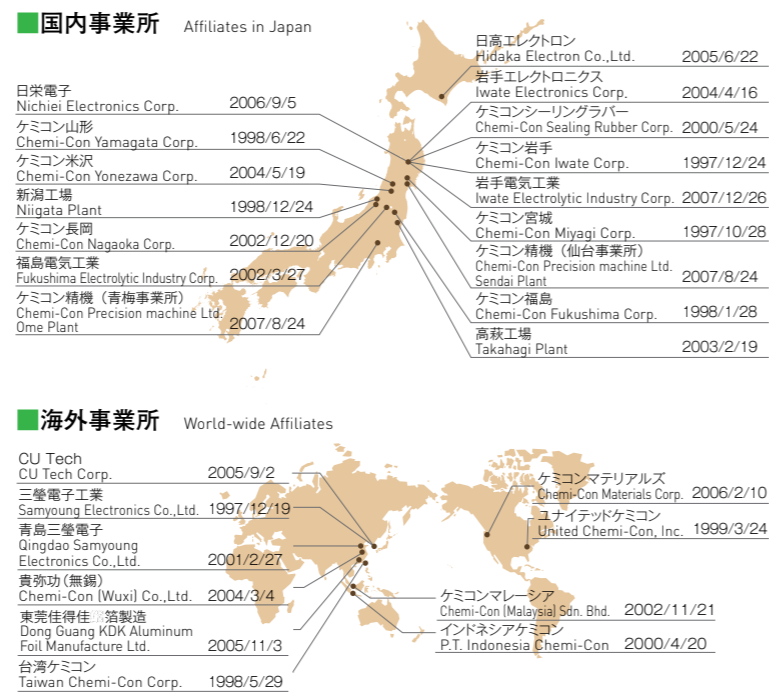 ■国内事業所 Affiliates in Japan
日栄電子
Nichiei Electronics Corp. 2006/9/5
ケミコン山形
Chemi-Con Yamagata Corp. 1998/6/22
ケミコン米沢
Chemi-Con Yonezawa Corp. 2004/5/19
新潟工場
Niigata Plant 1998/12/24
ケミコン長岡
Chemi-Con Nagaoka Corp. 2002/12/20
福島電気工業
Fukushima Electrolytic Industry Corp. 2002/3/27
ケミコン精機（青梅事業所）
Chemi-Con Precision machine Ltd.
Ome Plant 2007/8/24
日高エレクトロン
Hidaka Electron Co.,Ltd. 2005/6/22
岩手エレクトロニクス
Iwate Electronics Corp. 2004/4/16
ケミコンシーリングラバー
Chemi-Con Sealing Rubber Corp. 2000/5/24
ケミコン岩手
Chemi-Con Iwate Corp. 1997/12/24
岩手電気工業
Iwate Electrolytic Industry Corp. 2007/12/26
ケミコン宮城
Chemi-Con Miyagi Corp. 1997/10/28
ケミコン精機（仙台事業所）
Chemi-Con Precision machine Ltd.
Sendai Plant 2007/8/24
ケミコン福島
Chemi-Con Fukushima Corp. 1998/1/28
高萩工場
Takahagi Plant 2003/2/19
■海外事業所 World-wide Affiliates
CU Tech
CU Tech Corp. 2005/9/2
三瑩電子工業
Samyoung Electronics Co.,Ltd. 1997/12/19
青島三瑩電子
Qingdao Samyoung
Electronics Co.,Ltd. 2001/2/27
貴弥功（無錫）
Chemi-Con (Wuxi) Co.,Ltd. 2004/3/4
東莞住得佳 箔製造
Dong Guang KDK Aluminum
Foil Manufacture Ltd. 2005/11/3
台湾ケミコン
Taiwan Chemi-Con Corp. 1998/5/29
ケミコンマテリアルズ
Chemi-Con Materials Corp. 2006/2/10
ユナイテッドケミコン
United Chemi-Con, Inc. 1999/3/24
ケミコンマレーシア
Chemi-Con (Malaysia) Sdn. Bhd. 2002/11/21
インドネシアケミコン
P.T. Indonesia Chemi-Con 2000/4/20